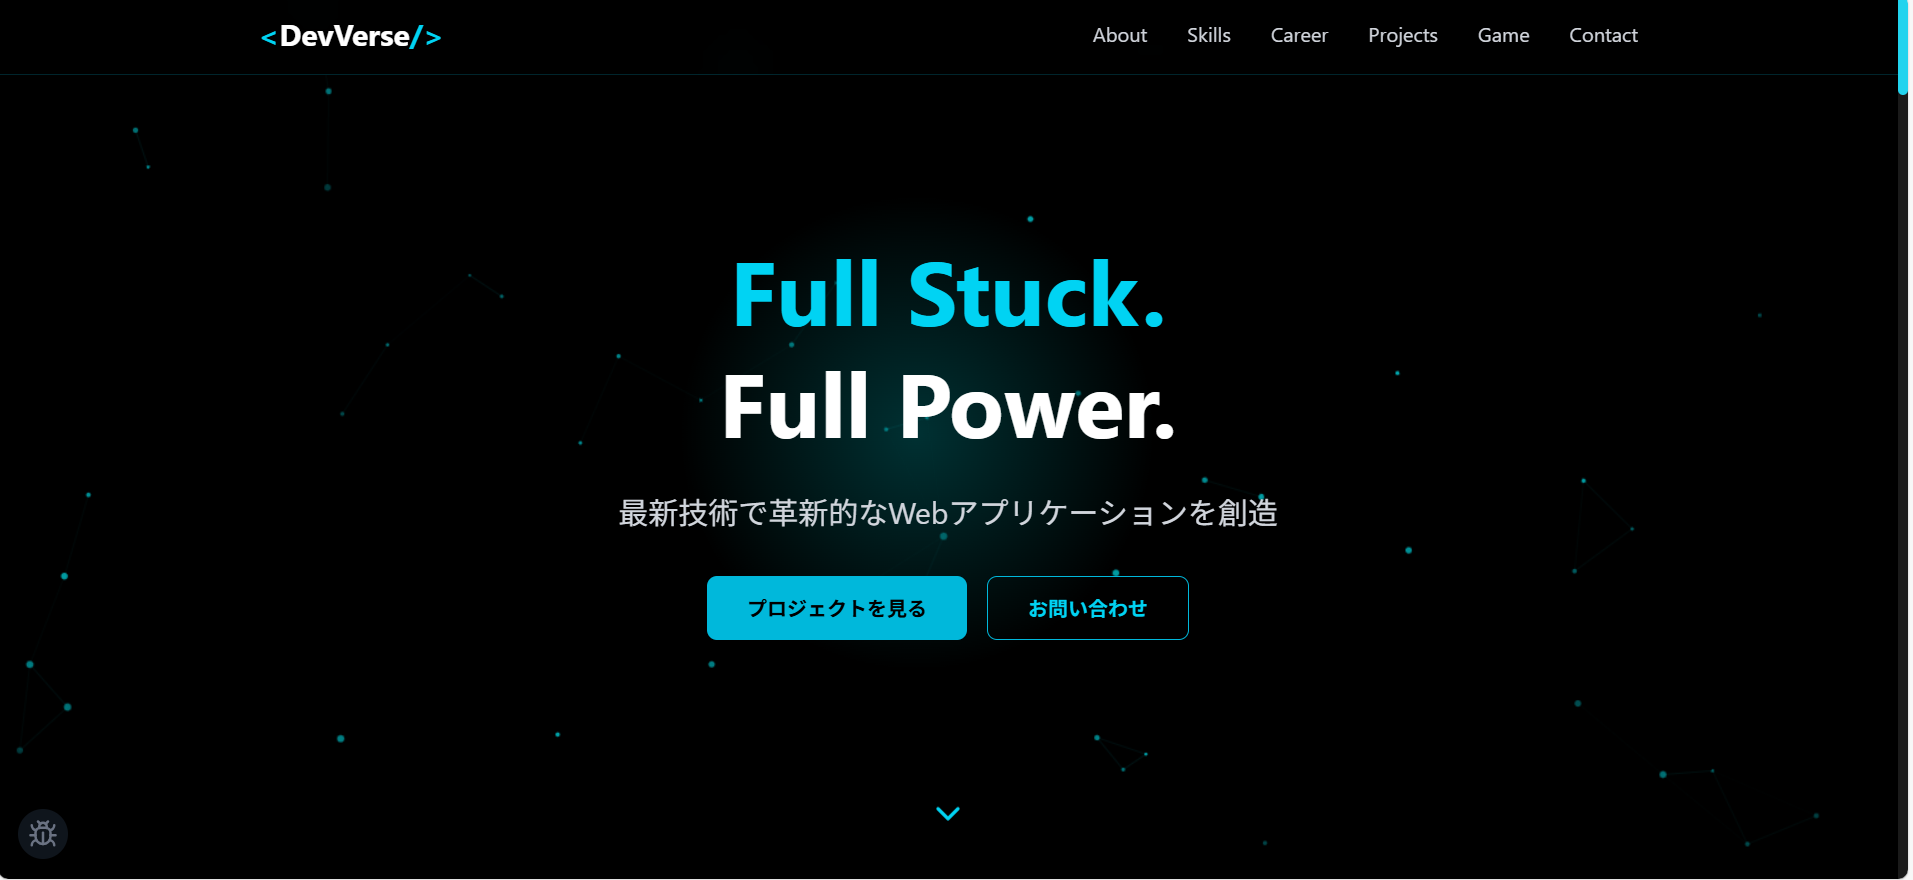 <DevVerse/>
About Skills Career Projects Game Contact
Full Stuck.
Full Power.
最新技術で革新的なWebアプリケーションを創造
プロジェクトを見る
お問い合わせ